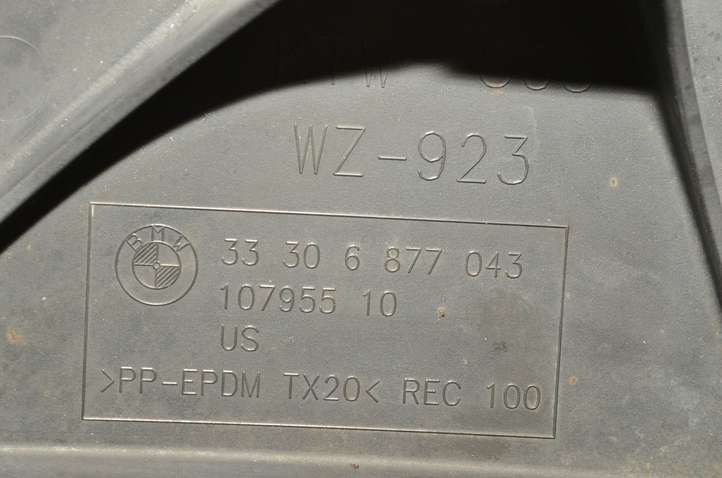 WZ-923
BMW
33 30 6 877 043
107955 10
US
>PP-EPDM TX20< REC 100